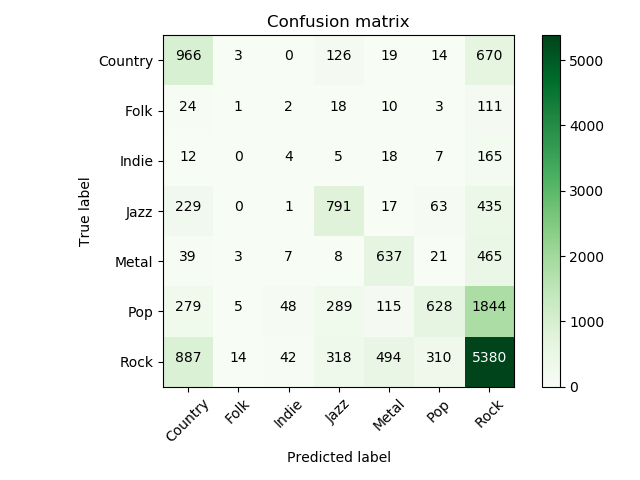 Confusion matrix
Country 966 3 0 126 19 14 670
Folk 24 1 2 18 10 3 111
Indie 12 0 4 5 18 7 165
Jazz 229 0 1 791 17 63 435
Metal 39 3 7 8 637 21 465
Pop 279 5 48 289 115 628 1844
Rock 887 14 42 318 494 310 5380
Country Folk Indie Jazz Metal Pop Rock
Predicted label
True label
5000
4000
3000
2000
1000
0